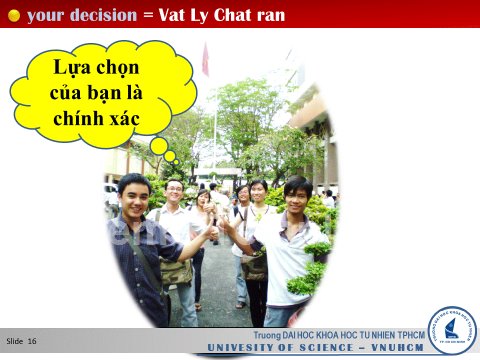 your decision = Vat Ly Chat ran
Lựa chọn
của bạn là
chính xác
Slide 16
Truong DAI HOC KHOA HOC TU NHIEN TPHCM
UNIVESITY OF SCIENCE – VNUHCM